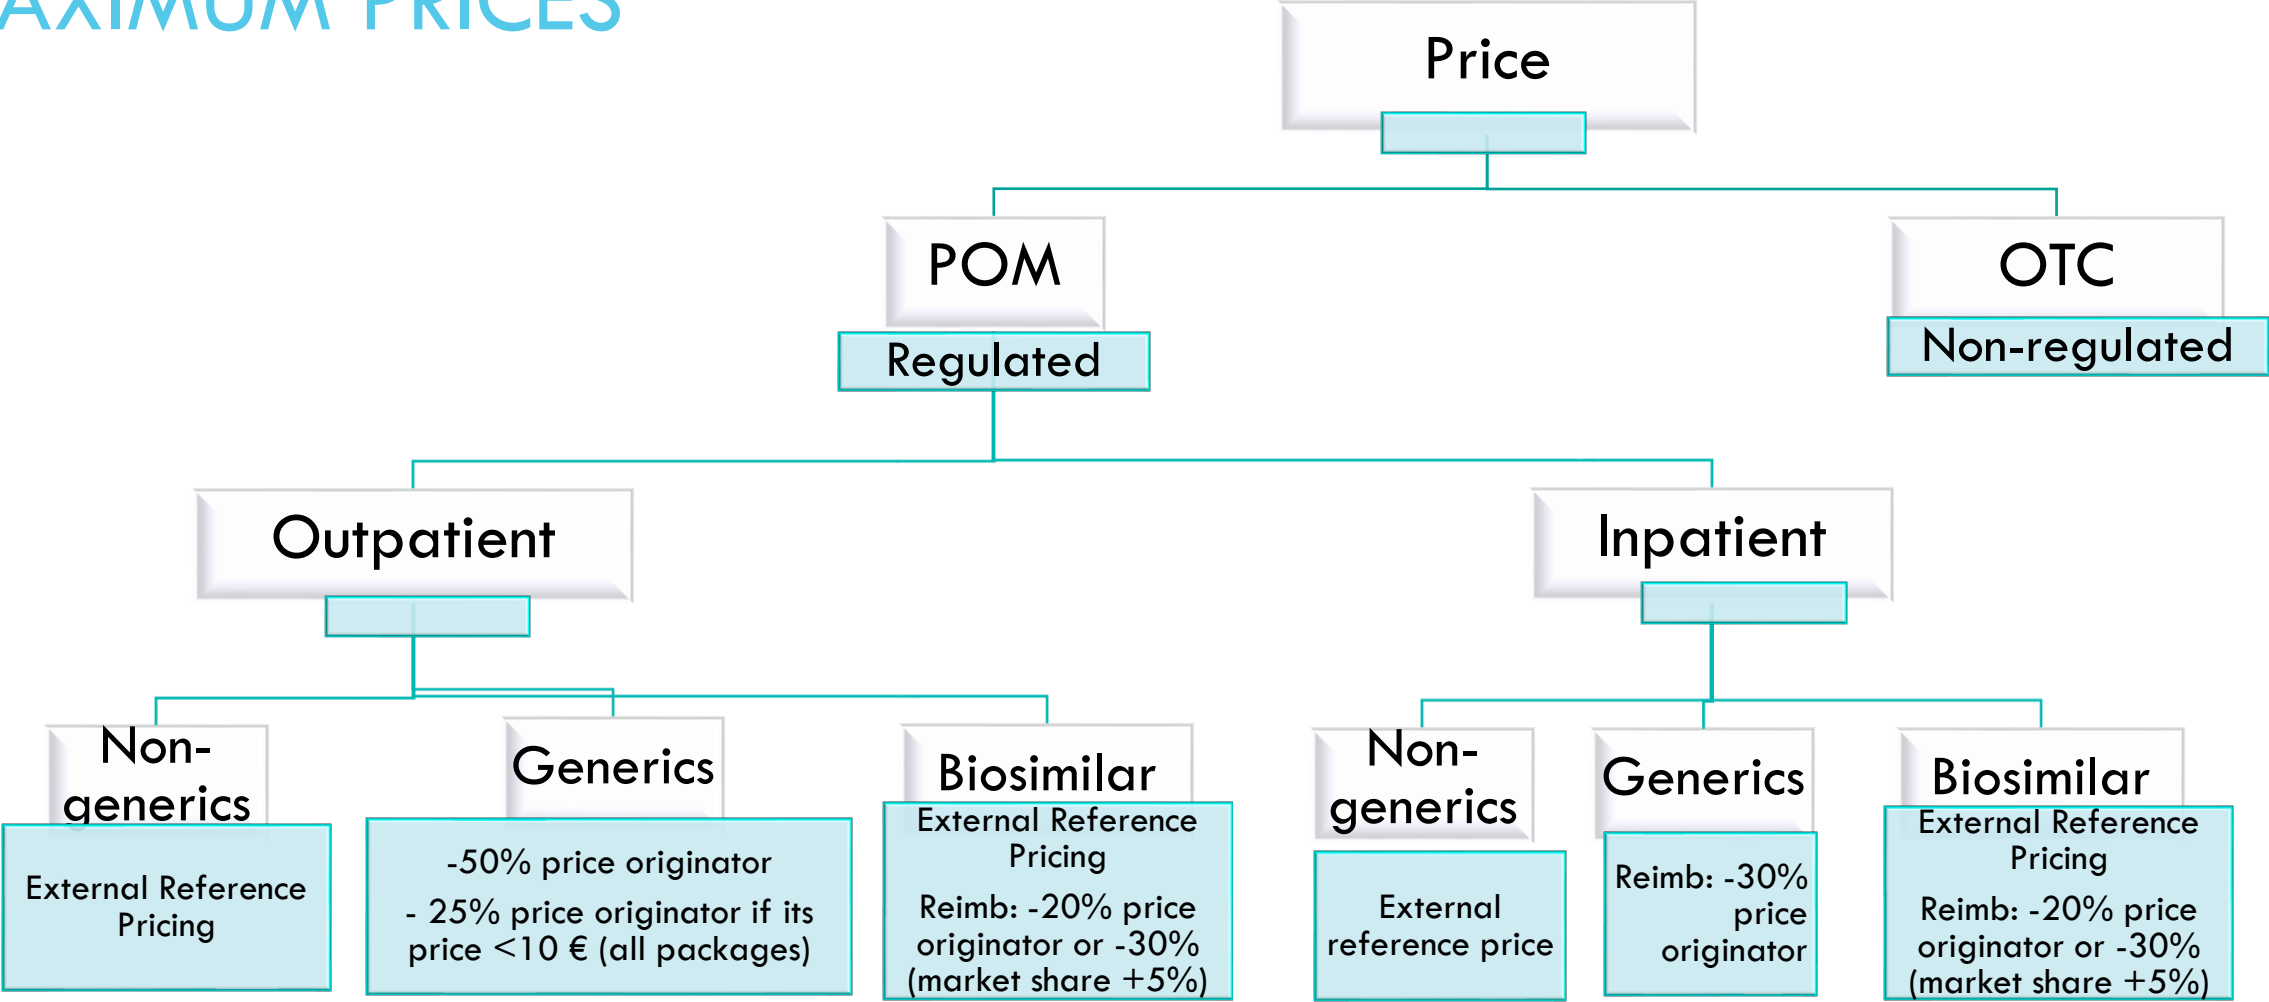 AXIMUM PRICES
Price
POM
Regulated
OTC
Non-regulated
Outpatient
Inpatient
Non-
generics
External Reference
Pricing
Generics
-50% price originator
- 25% price originator if its
price <10 € (all packages)
Biosimilar
External Reference
Pricing
Reimb: -20% price
originator or -30%
(market share +5%)
Non-
generics
External
reference price
Generics
Reimb: -30%
price
originator
Biosimilar
External Reference
Pricing
Reimb: -20% price
originator or -30%
(market share +5%)